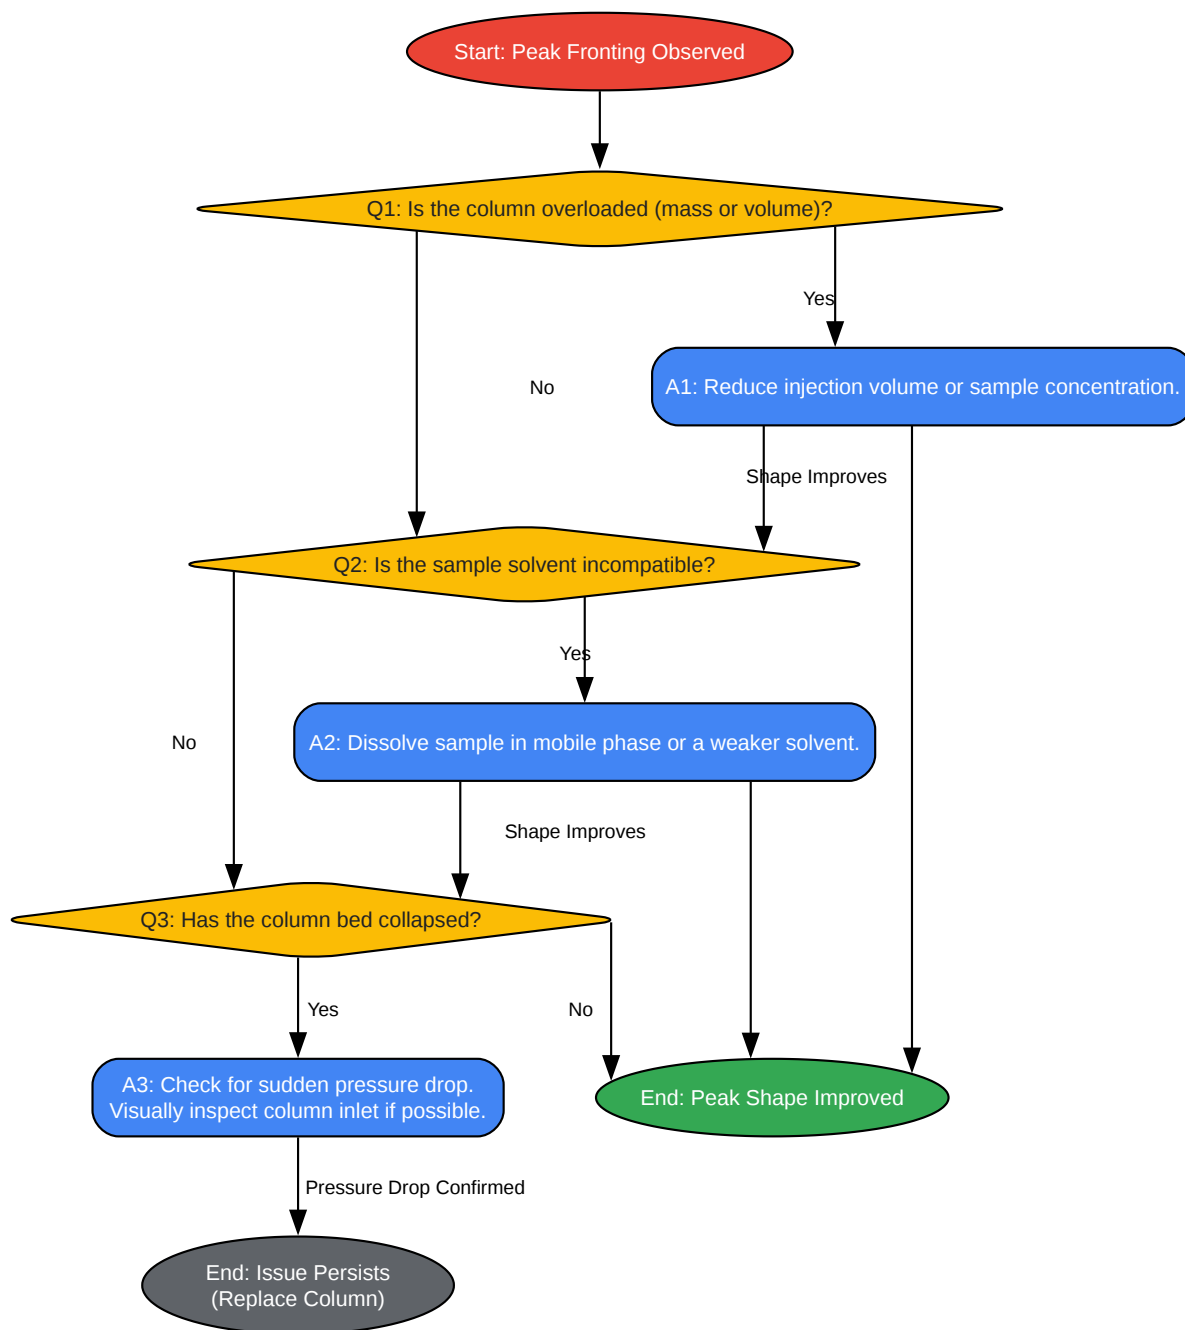 Start: Peak Fronting Observed
Q1: Is the column overloaded (mass or volume)?
Yes
No
A1: Reduce injection volume or sample concentration.
Shape Improves
Q2: Is the sample solvent incompatible?
Yes
No
A2: Dissolve sample in mobile phase or a weaker solvent.
Shape Improves
Q3: Has the column bed collapsed?
Yes
No
A3: Check for sudden pressure drop.
Visually inspect column inlet if possible.
End: Peak Shape Improved
Pressure Drop Confirmed
End: Issue Persists
(Replace Column)